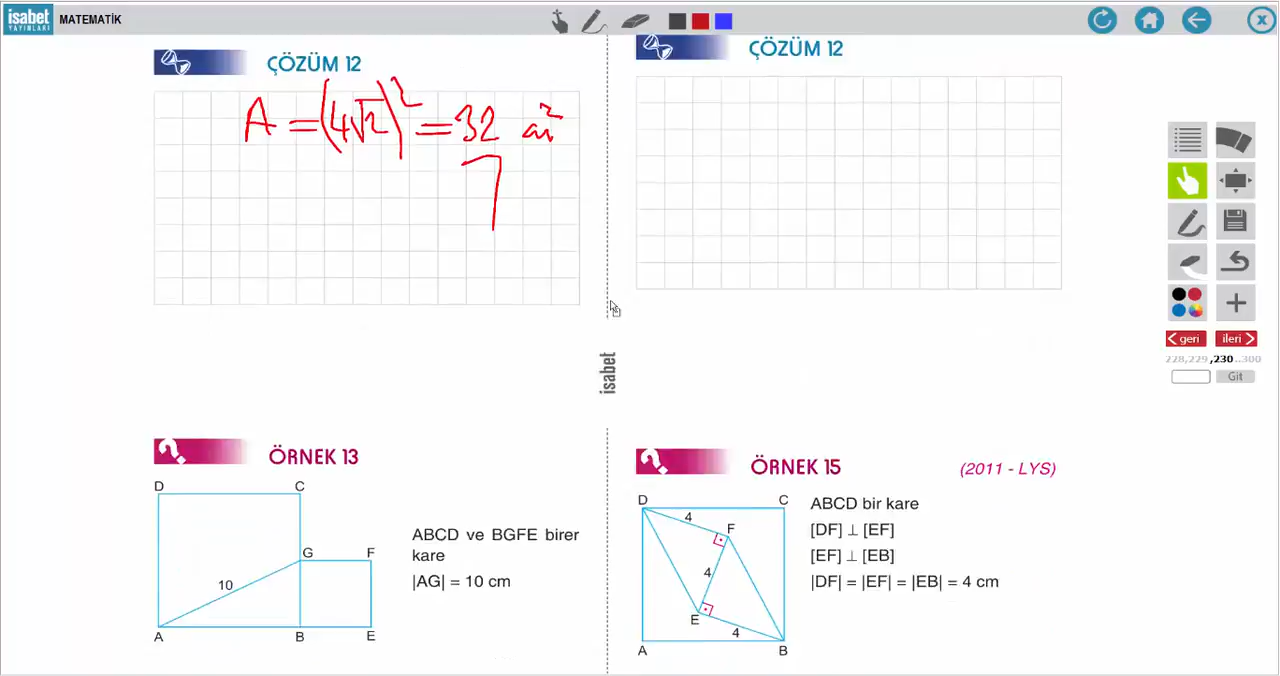 isabet
YAYINLARI
MATEMATİK
ÇÖZÜM 12
A = (4√2)² = 32
ÖRNEK 13
D
C
G
F
10
A
B
E
ABCD ve BGFE birer
kare
|AG| = 10 cm
isabet
ÇÖZÜM 12
ÖRNEK 15
(2011 - LYS)
D
C
4
F
4
E
4
A
B
ABCD bir kare
[DF] ⊥ [EF]
[EF] ⊥ [EB]
|DF| = |EF| = |EB| = 4 cm
geri
ileri
228,229,230..300
Git